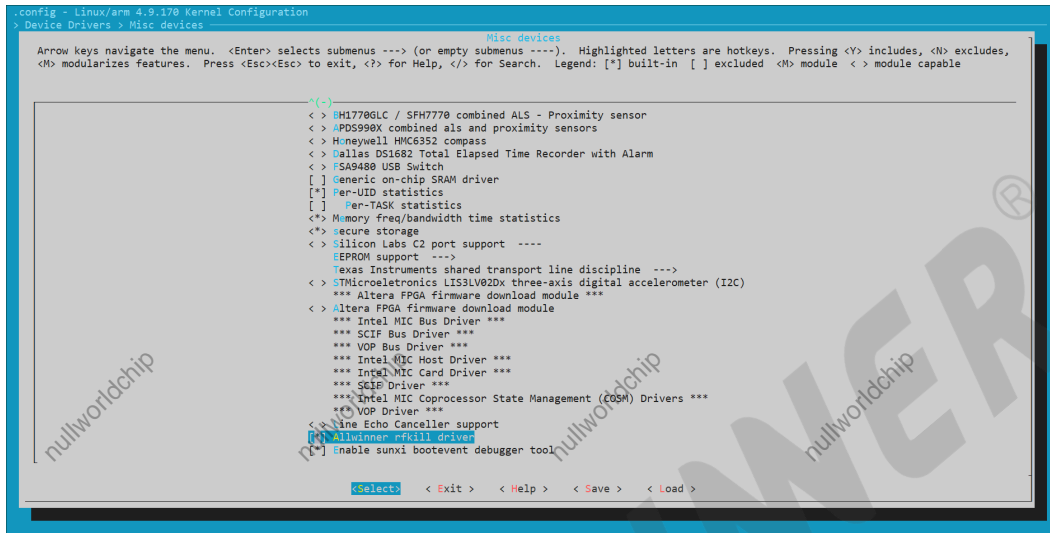 .config - Linux/arm 4.9.170 Kernel Configuration
> Device Drivers > Misc devices
Misc devices
Arrow keys navigate the menu. <Enter> selects submenus ---> (or empty submenus ----). Highlighted letters are hotkeys. Pressing <Y> includes, <N> excludes,
<M> modularizes features. Press <Esc><Esc> to exit, <?> for Help, </> for Search. Legend: [*] built-in [ ] excluded <M> module < > module capable
^(-)
< > BH1770GLC / SFH7770 combined ALS - Proximity sensor
< > APDS990X combined als and proximity sensors
< > Honeywell HMC6352 compass
< > Dallas DS1682 Total Elapsed Time Recorder with Alarm
< > FSA9480 USB Switch
[ ] Generic on-chip SRAM driver
[*] Per-UID statistics
[ ] Per-TASK statistics
<*> Memory freq/bandwidth time statistics
<*> secure storage
< > Silicon Labs C2 port support ----
EEPROM support --->
Texas Instruments shared transport line discipline --->
< > STMicroeletronics LIS3LV02Dx three-axis digital accelerometer (I2C)
*** Altera FPGA firmware download module ***
< > Altera FPGA firmware download module
*** Intel MIC Bus Driver ***
*** SCIF Bus Driver ***
*** VOP Bus Driver ***
*** Intel MIC Host Driver ***
*** Intel MIC Card Driver ***
*** SCIF Driver ***
*** Intel MIC Coprocessor State Management (COSM) Drivers ***
*** VOP Driver ***
< > Line Echo Canceller support
[*] Allwinner rfkill driver
[*] Enable sunxi bootevent debugger tool
<Select> < Exit > < Help > < Save > < Load >
nullworldchip
nullworldchip
nullworldchip
nullworldchip
WINNER®